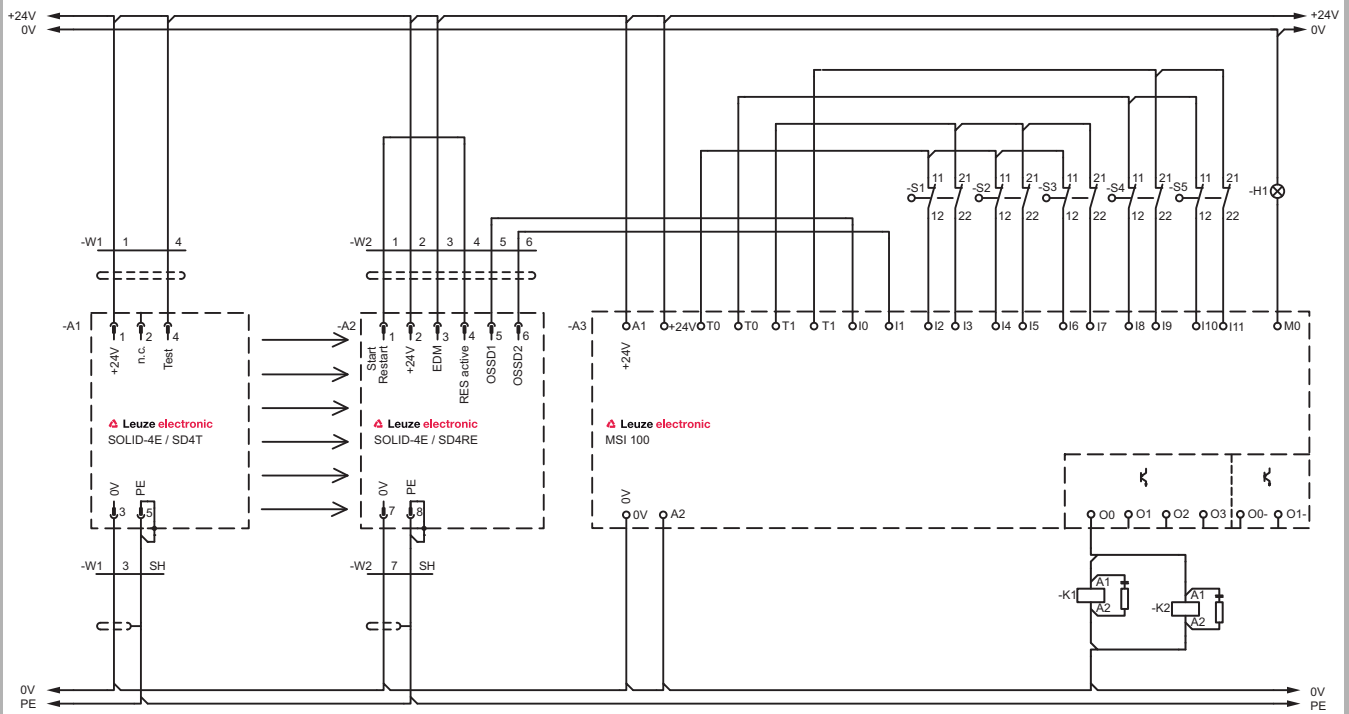 +24V +24V
0V 0V
11 21 11 21 11 21 11 21 11 21
-S1 -S2 -S3 -S4 -S5 -H1
12 22 12 22 12 22 12 22 12 22
-W1 1 4 -W2 1 2 3 4 5 6
-A1 1 2 4 -A2 1 2 3 4 5 6 -A3 A1 +24V T0 T0 T1 T1 I0 I1 I2 I3 I4 I5 I6 I7 I8 I9 I10 I11 M0
+24V
n.c.
Test
Start
Restart
+24V
EDM
RES active
OSSD1
OSSD2
+24V
Leuze electronic
SOLID-4E / SD4T
Leuze electronic
SOLID-4E / SD4RE
Leuze electronic
MSI 100
0V PE 0V PE 0V
3 5 7 8 0V A2 O0 O1 O2 O3 O0- O1-
-W1 3 SH -W2 7 SH
-K1 A1 A2
-K2 A1 A2
0V 0V
PE PE